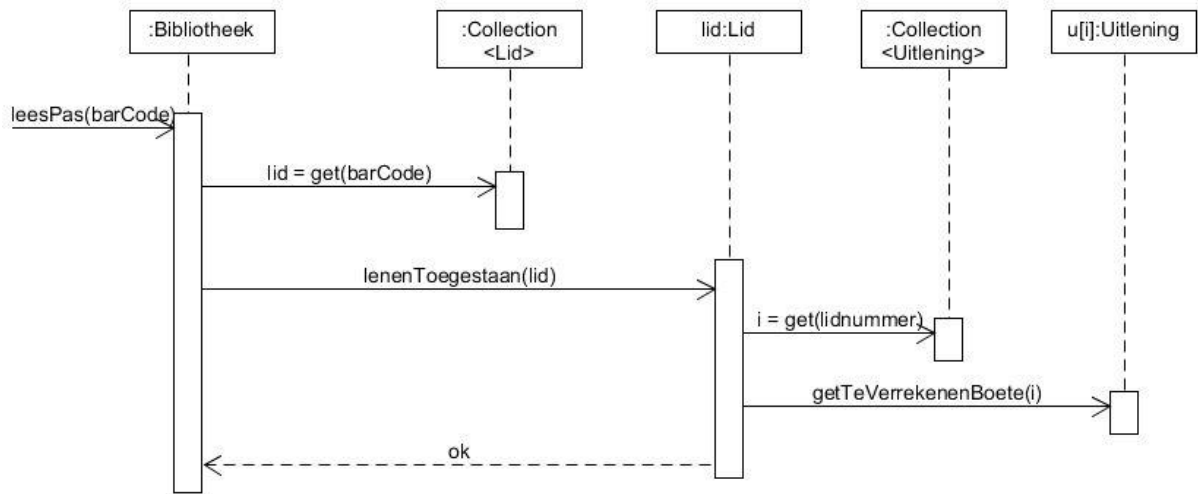 :Bibliotheek
:Collection
<Lid>
lid:Lid
:Collection
<Uitlening>
u[i]:Uitlening
leesPas(barCode)
lid = get(barCode)
lenenToegestaan(lid)
i = get(lidnummer)
getTeVerrekenenBoete(i)
ok